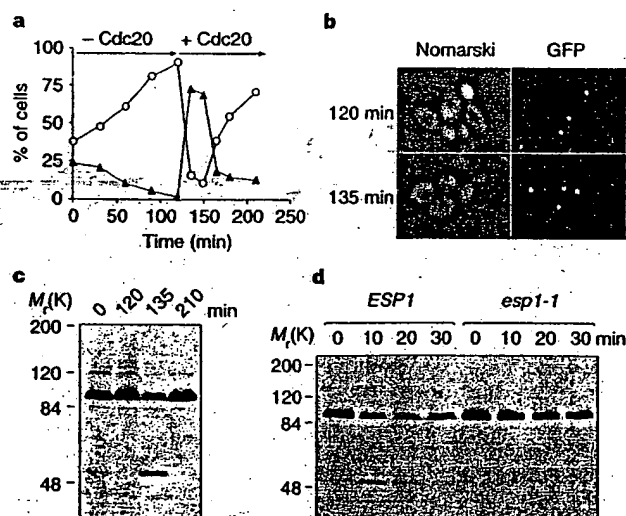 a
− Cdc20 + Cdc20
100
75
50
25
0
% of cells
0 50 100 150 200 250
Time (min)
b
Nomarski GFP
120 min
135 min
c
Mr(K) 0 120 135 210 min
200
120
84
48
d
ESP1 esp1-1
Mr(K) 0 10 20 30 0 10 20 30 min
200
120
84
48